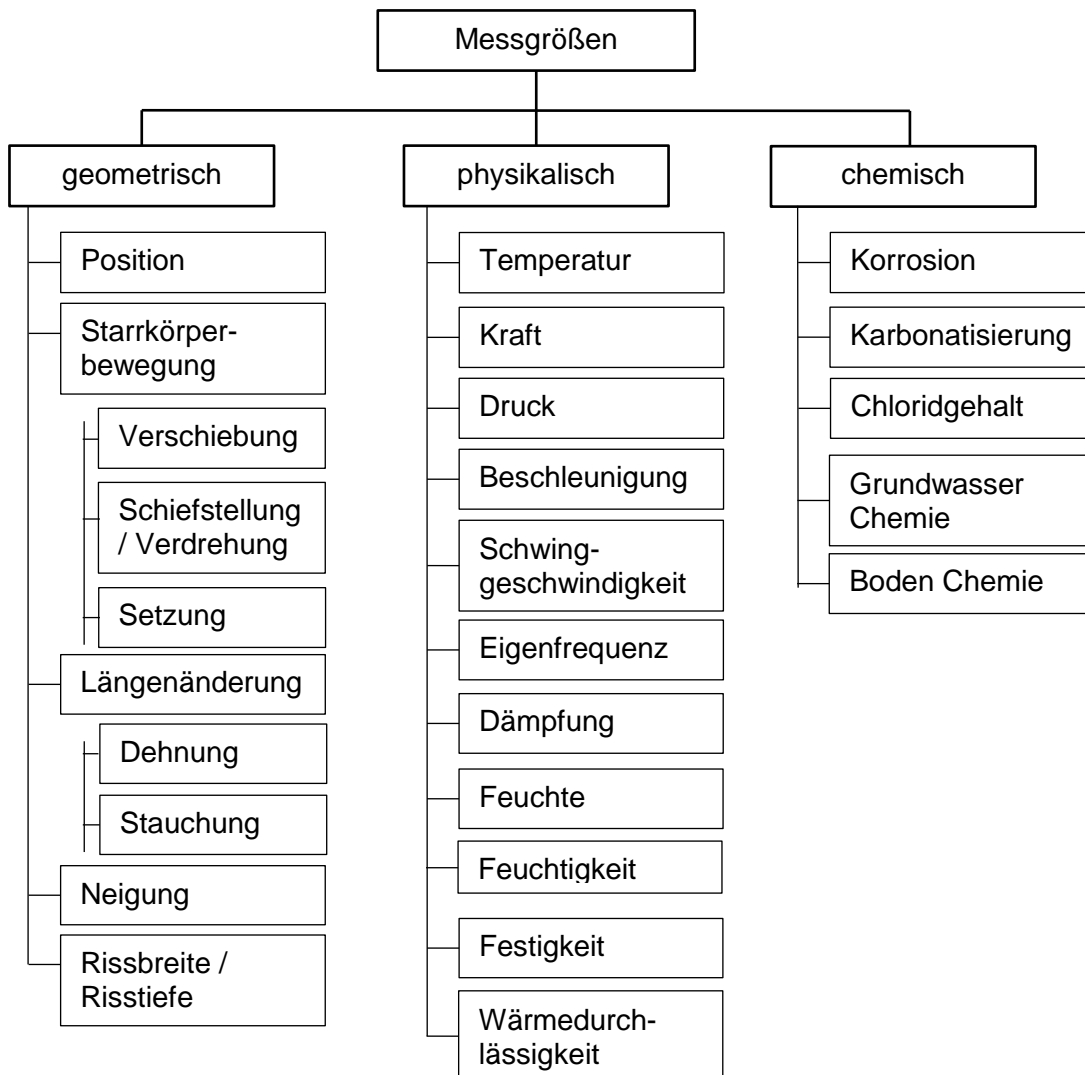 Messgrößen
geometrisch
Position
Starrkörper-
bewegung
Verschiebung
Schiefstellung
/ Verdrehung
Setzung
Längenänderung
Dehnung
Stauchung
Neigung
Rissbreite /
Risstiefe
physikalisch
Temperatur
Kraft
Druck
Beschleunigung
Schwing-
geschwindigkeit
Eigenfrequenz
Dämpfung
Feuchte
Feuchtigkeit
Festigkeit
Wärmedurch-
lässigkeit
chemisch
Korrosion
Karbonatisierung
Chloridgehalt
Grundwasser
Chemie
Boden Chemie